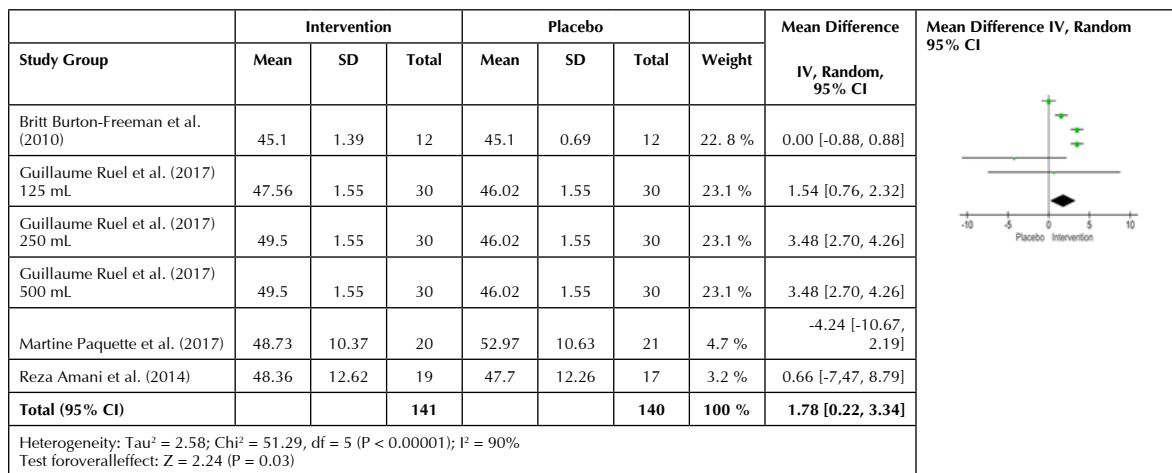 Intervention Placebo Mean Difference Mean Difference IV, Random
95% CI
Study Group Mean SD Total Mean SD Total Weight IV, Random,
95% CI
Britt Burton-Freeman et al.
(2010) 45.1 1.39 12 45.1 0.69 12 22. 8 % 0.00 [-0.88, 0.88]
Guillaume Ruel et al. (2017)
125 mL 47.56 1.55 30 46.02 1.55 30 23.1 % 1.54 [0.76, 2.32]
Guillaume Ruel et al. (2017)
250 mL 49.5 1.55 30 46.02 1.55 30 23.1 % 3.48 [2.70, 4.26]
Guillaume Ruel et al. (2017)
500 mL 49.5 1.55 30 46.02 1.55 30 23.1 % 3.48 [2.70, 4.26]
Martine Paquette et al. (2017) 48.73 10.37 20 52.97 10.63 21 4.7 % -4.24 [-10.67,
2.19]
Reza Amani et al. (2014) 48.36 12.62 19 47.7 12.26 17 3.2 % 0.66 [-7,47, 8.79]
Total (95% CI) 141 140 100 % 1.78 [0.22, 3.34]
Heterogeneity: Tau² = 2.58; Chi² = 51.29, df = 5 (P < 0.00001); I² = 90%
Test foroveralleffect: Z = 2.24 (P = 0.03)
-10 -5 0 5 10
Placebo Intervention